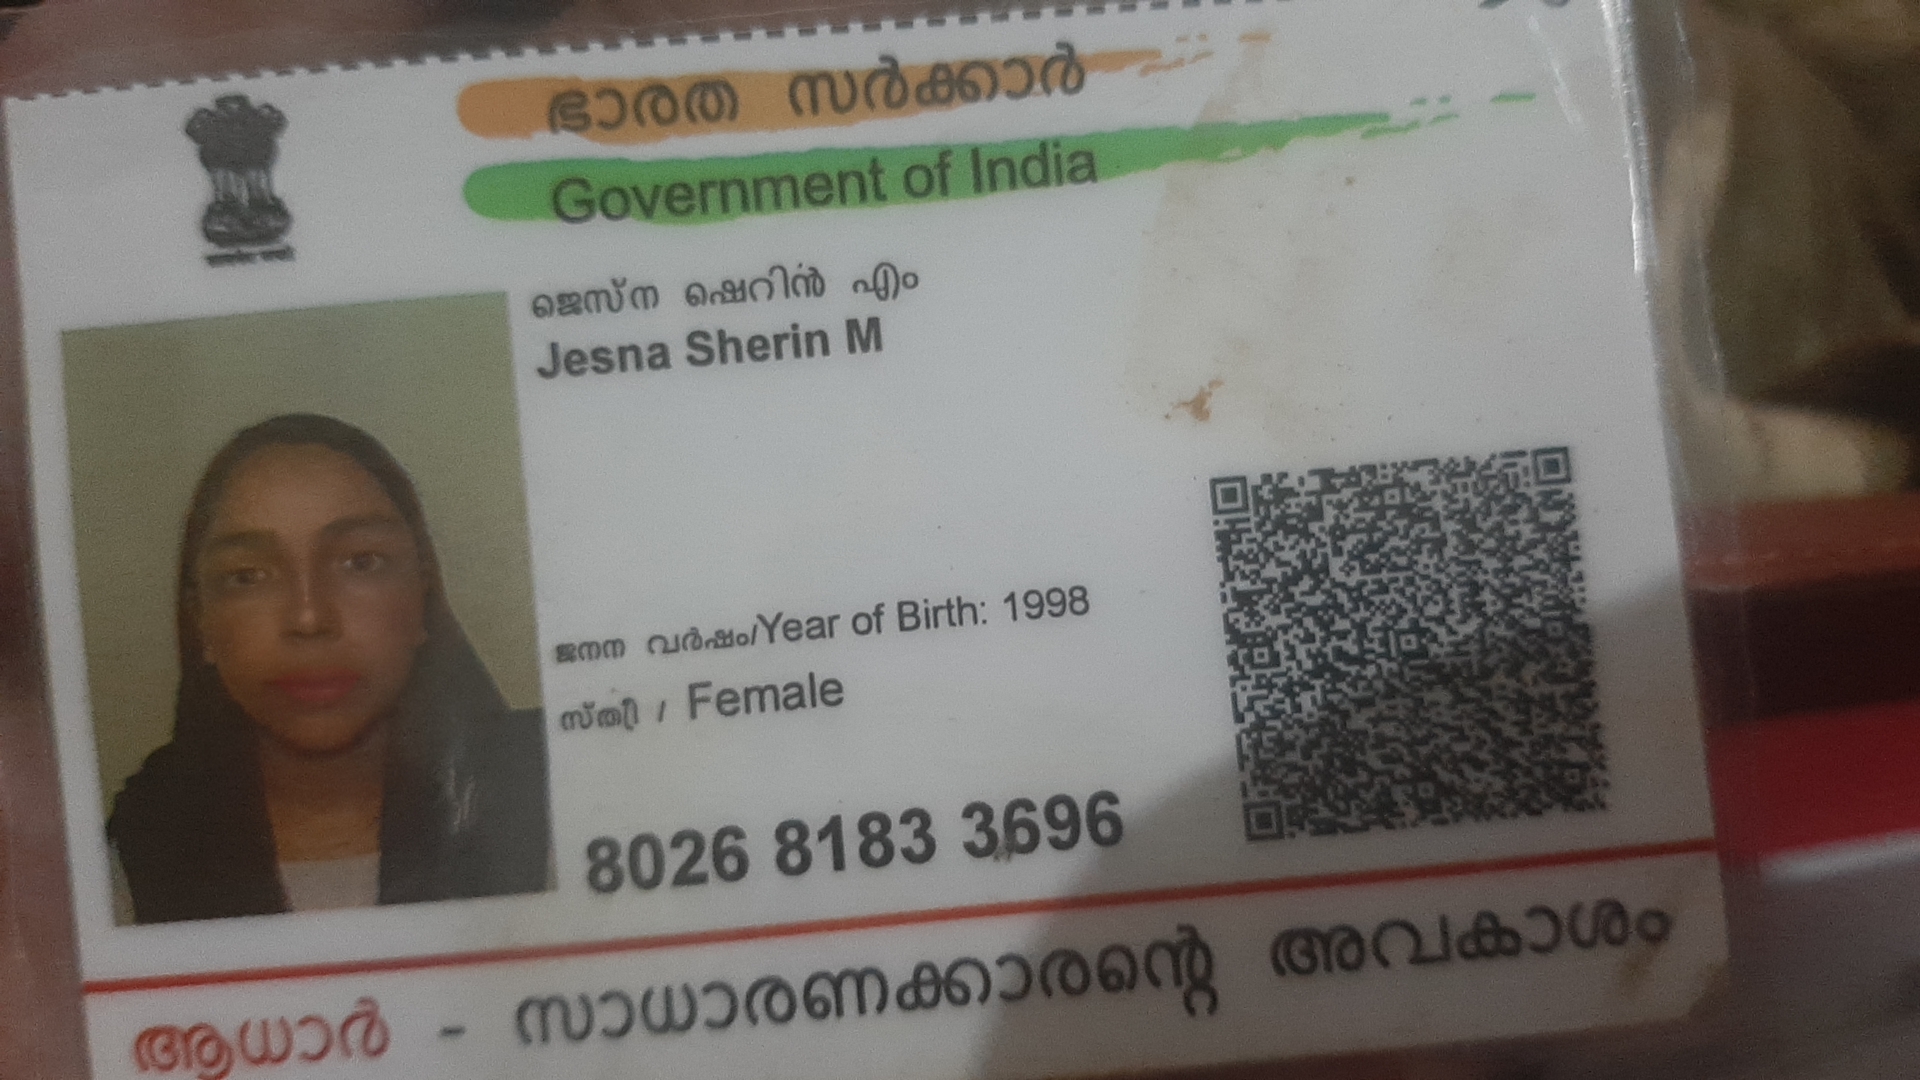 ഭാരത സർക്കാർ
Government of India
ജെസ്ന ഷെറിൻ എം
Jesna Sherin M
ജനന വർഷം/Year of Birth: 1998
സ്ത്രീ / Female
8026 8183 3696
ആധാർ - സാധാരണക്കാരന്റെ അവകാശം